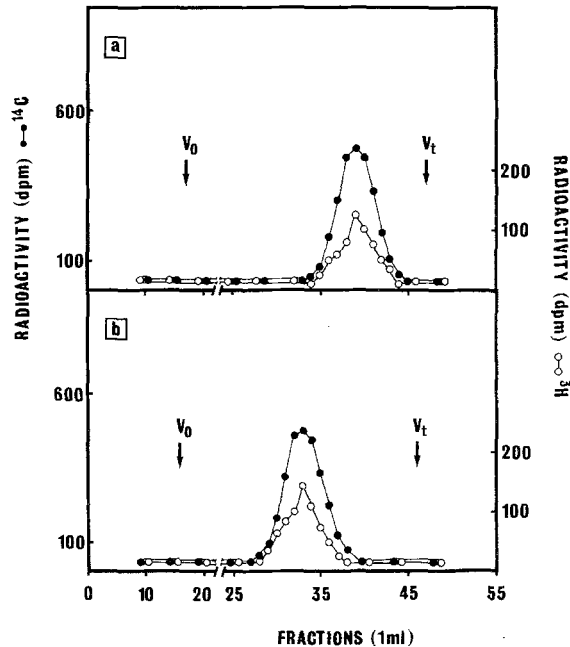 a
600
100
V0
Vt
200
100
RADIOACTIVITY (dpm) •–• 14C
RADIOACTIVITY (dpm) ○–○ 3H
b
600
100
V0
Vt
200
100
0 10 20 25 35 45 55
FRACTIONS (1ml)